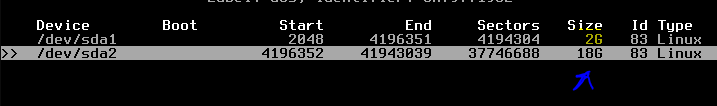 Device Boot Start End Sectors Size Id Type
/dev/sda1 2048 4196351 4194304 2G 83 Linux
>> /dev/sda2 4196352 41943039 37746688 18G 83 Linux